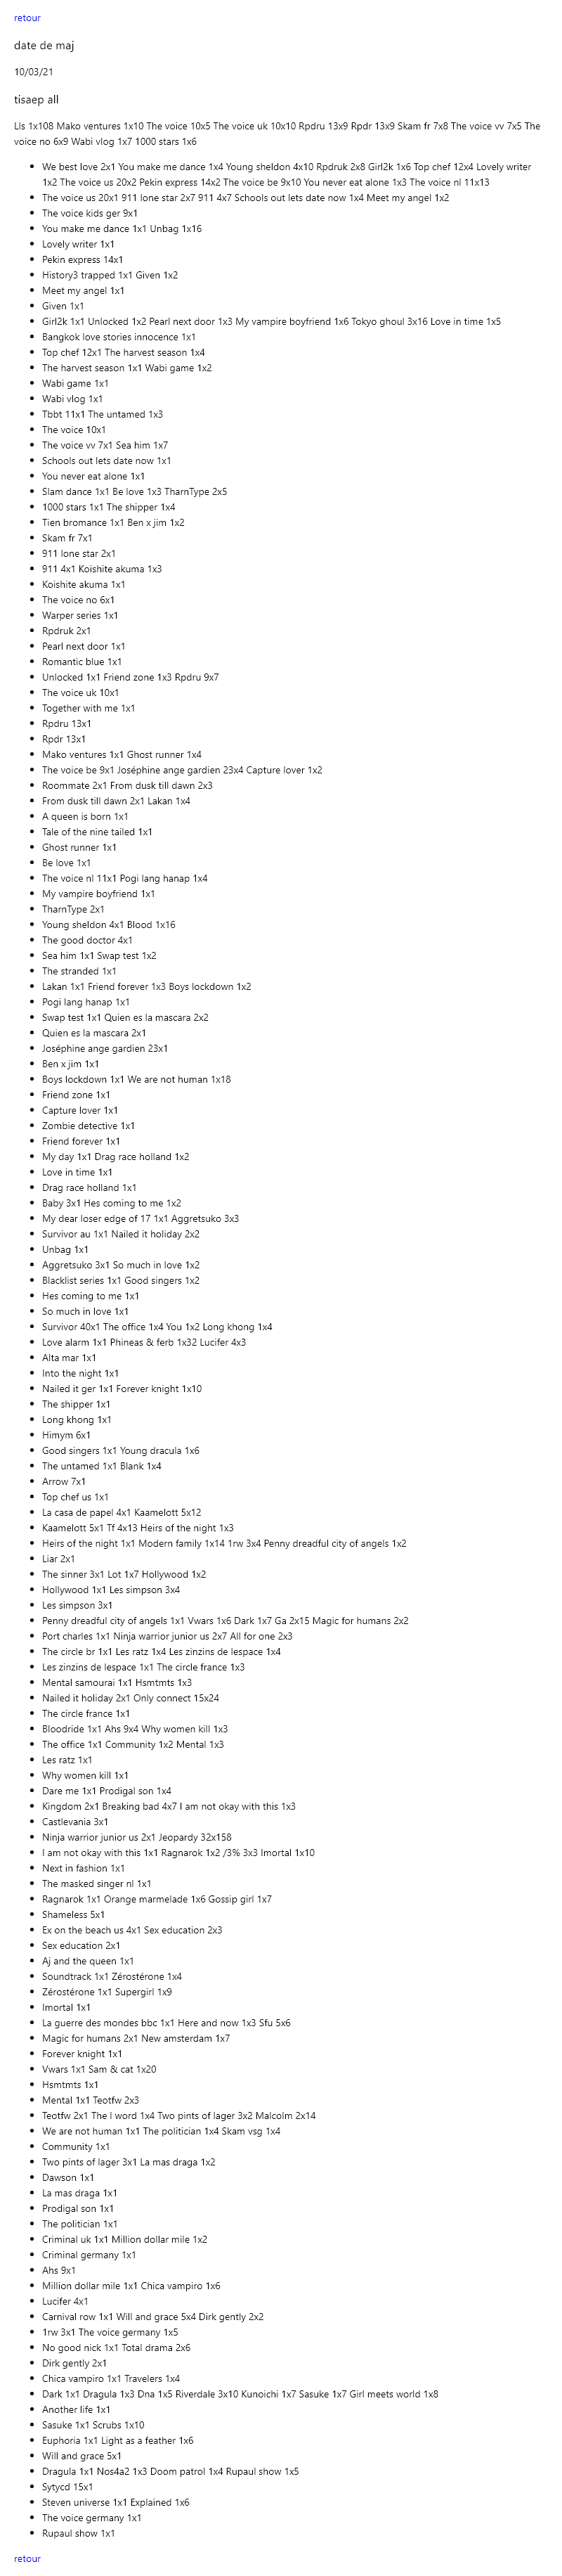 retour
date de maj
10/03/21
tisaep all
Lls 1x108 Mako ventures 1x10 The voice 10x5 The voice uk 10x10 Rpdru 13x9 Rpdr 13x9 Skam fr 7x8 The voice vv 7x5 The
voice no 6x9 Wabi vlog 1x7 1000 stars 1x6
We best love 2x1 You make me dance 1x4 Young sheldon 4x10 Rpdruk 2x8 Girl2k 1x6 Top chef 12x4 Lovely writer
1x2 The voice us 20x2 Pekin express 14x2 The voice be 9x10 You never eat alone 1x3 The voice nl 11x13
The voice us 20x1 911 lone star 2x7 911 4x7 Schools out lets date now 1x4 Meet my angel 1x2
The voice kids ger 9x1
You make me dance 1x1 Unbag 1x16
Lovely writer 1x1
Pekin express 14x1
History3 trapped 1x1 Given 1x2
Meet my angel 1x1
Given 1x1
Girl2k 1x1 Unlocked 1x2 Pearl next door 1x3 My vampire boyfriend 1x6 Tokyo ghoul 3x16 Love in time 1x5
Bangkok love stories innocence 1x1
Top chef 12x1 The harvest season 1x4
The harvest season 1x1 Wabi game 1x2
Wabi game 1x1
Wabi vlog 1x1
Tbbt 11x1 The untamed 1x3
The voice 10x1
The voice vv 7x1 Sea him 1x7
Schools out lets date now 1x1
You never eat alone 1x1
Slam dance 1x1 Be love 1x3 TharnType 2x5
1000 stars 1x1 The shipper 1x4
Tien bromance 1x1 Ben x jim 1x2
Skam fr 7x1
911 lone star 2x1
911 4x1 Koishite akuma 1x3
Koishite akuma 1x1
The voice no 6x1
Warper series 1x1
Rpdruk 2x1
Pearl next door 1x1
Romantic blue 1x1
Unlocked 1x1 Friend zone 1x3 Rpdru 9x7
The voice uk 10x1
Together with me 1x1
Rpdru 13x1
Rpdr 13x1
Mako ventures 1x1 Ghost runner 1x4
The voice be 9x1 Joséphine ange gardien 23x4 Capture lover 1x2
Roommate 2x1 From dusk till dawn 2x3
From dusk till dawn 2x1 Lakan 1x4
A queen is born 1x1
Tale of the nine tailed 1x1
Ghost runner 1x1
Be love 1x1
The voice nl 11x1 Pogi lang hanap 1x4
My vampire boyfriend 1x1
TharnType 2x1
Young sheldon 4x1 Blood 1x16
The good doctor 4x1
Sea him 1x1 Swap test 1x2
The stranded 1x1
Lakan 1x1 Friend forever 1x3 Boys lockdown 1x2
Pogi lang hanap 1x1
Swap test 1x1 Quien es la mascara 2x2
Quien es la mascara 2x1
Joséphine ange gardien 23x1
Ben x jim 1x1
Boys lockdown 1x1 We are not human 1x18
Friend zone 1x1
Capture lover 1x1
Zombie detective 1x1
Friend forever 1x1
My day 1x1 Drag race holland 1x2
Love in time 1x1
Drag race holland 1x1
Baby 3x1 Hes coming to me 1x2
My dear loser edge of 17 1x1 Aggretsuko 3x3
Survivor au 1x1 Nailed it holiday 2x2
Unbag 1x1
Aggretsuko 3x1 So much in love 1x2
Blacklist series 1x1 Good singers 1x2
Hes coming to me 1x1
So much in love 1x1
Survivor 40x1 The office 1x4 You 1x2 Long khong 1x4
Love alarm 1x1 Phineas & ferb 1x32 Lucifer 4x3
Alta mar 1x1
Into the night 1x1
Nailed it ger 1x1 Forever knight 1x10
The shipper 1x1
Long khong 1x1
Himym 6x1
Good singers 1x1 Young dracula 1x6
The untamed 1x1 Blank 1x4
Arrow 7x1
Top chef us 1x1
La casa de papel 4x1 Kaamelott 5x12
Kaamelott 5x1 Tf 4x13 Heirs of the night 1x3
Heirs of the night 1x1 Modern family 1x14 1rw 3x4 Penny dreadful city of angels 1x2
Liar 2x1
The sinner 3x1 Lot 1x7 Hollywood 1x2
Hollywood 1x1 Les simpson 3x4
Les simpson 3x1
Penny dreadful city of angels 1x1 Vwars 1x6 Dark 1x7 Ga 2x15 Magic for humans 2x2
Port charles 1x1 Ninja warrior junior us 2x7 All for one 2x3
The circle br 1x1 Les ratz 1x4 Les zinzins de lespace 1x4
Les zinzins de lespace 1x1 The circle france 1x3
Mental samourai 1x1 Hsmtmts 1x3
Nailed it holiday 2x1 Only connect 15x24
The circle france 1x1
Bloodride 1x1 Ahs 9x4 Why women kill 1x3
The office 1x1 Community 1x2 Mental 1x3
Les ratz 1x1
Why women kill 1x1
Dare me 1x1 Prodigal son 1x4
Kingdom 2x1 Breaking bad 4x7 I am not okay with this 1x3
Castlevania 3x1
Ninja warrior junior us 2x1 Jeopardy 32x158
I am not okay with this 1x1 Ragnarok 1x2 /3% 3x3 Imortal 1x10
Next in fashion 1x1
The masked singer nl 1x1
Ragnarok 1x1 Orange marmelade 1x6 Gossip girl 1x7
Shameless 5x1
Ex on the beach us 4x1 Sex education 2x3
Sex education 2x1
Aj and the queen 1x1
Soundtrack 1x1 Zérostérone 1x4
Zérostérone 1x1 Supergirl 1x9
Imortal 1x1
La guerre des mondes bbc 1x1 Here and now 1x3 Sfu 5x6
Magic for humans 2x1 New amsterdam 1x7
Forever knight 1x1
Vwars 1x1 Sam & cat 1x20
Hsmtmts 1x1
Mental 1x1 Teotfw 2x3
Teotfw 2x1 The l word 1x4 Two pints of lager 3x2 Malcolm 2x14
We are not human 1x1 The politician 1x4 Skam vsg 1x4
Community 1x1
Two pints of lager 3x1 La mas draga 1x2
Dawson 1x1
La mas draga 1x1
Prodigal son 1x1
The politician 1x1
Criminal uk 1x1 Million dollar mile 1x2
Criminal germany 1x1
Ahs 9x1
Million dollar mile 1x1 Chica vampiro 1x6
Lucifer 4x1
Carnival row 1x1 Will and grace 5x4 Dirk gently 2x2
1rw 3x1 The voice germany 1x5
No good nick 1x1 Total drama 2x6
Dirk gently 2x1
Chica vampiro 1x1 Travelers 1x4
Dark 1x1 Dragula 1x3 Dna 1x5 Riverdale 3x10 Kunoichi 1x7 Sasuke 1x7 Girl meets world 1x8
Another life 1x1
Sasuke 1x1 Scrubs 1x10
Euphoria 1x1 Light as a feather 1x6
Will and grace 5x1
Dragula 1x1 Nos4a2 1x3 Doom patrol 1x4 Rupaul show 1x5
Sytycd 15x1
Steven universe 1x1 Explained 1x6
The voice germany 1x1
Rupaul show 1x1
retour